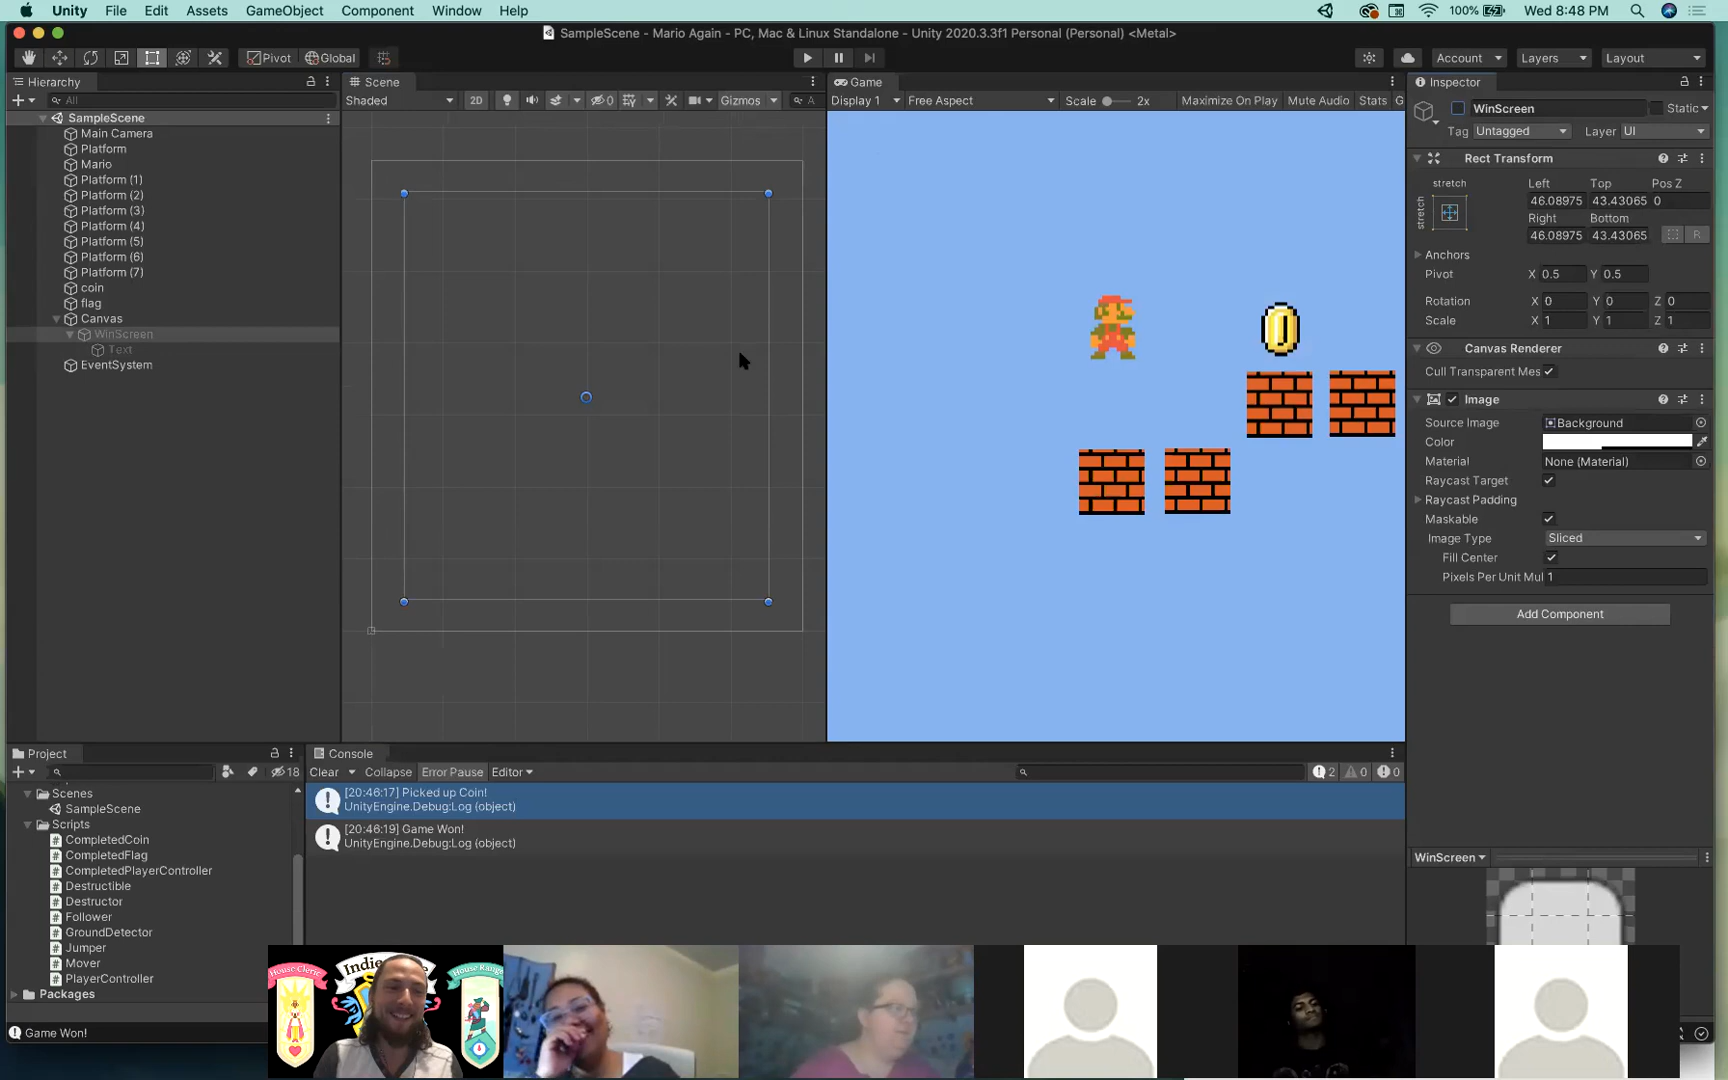 Unity File Edit Assets GameObject Component Window Help 100% Wed 8:48 PM
SampleScene - Mario Again - PC, Mac & Linux Standalone - Unity 2020.3.3f1 Personal (Personal) <Metal>
Pivot Global Account Layers Layout
Hierarchy
All
SampleScene
Main Camera
Platform
Mario
Platform (1)
Platform (2)
Platform (3)
Platform (4)
Platform (5)
Platform (6)
Platform (7)
coin
flag
Canvas
WinScreen
Text
EventSystem
Scene
Shaded 2D 0 Gizmos A
Game
Display 1 Free Aspect Scale 2x Maximize On Play Mute Audio Stats G
Inspector
WinScreen Static
Tag Untagged Layer UI
Rect Transform
stretch Left Top Pos Z
stretch 46.08975 43.43065 0
Right Bottom
46.08975 43.43065 R
Anchors
Pivot X 0.5 Y 0.5
Rotation X 0 Y 0 Z 0
Scale X 1 Y 1 Z 1
Canvas Renderer
Cull Transparent Mes
Image
Source Image Background
Color
Material None (Material)
Raycast Target
Raycast Padding
Maskable
Image Type Sliced
Fill Center
Pixels Per Unit Mul 1
Add Component
WinScreen
Project
18
Scenes
SampleScene
Scripts
CompletedCoin
CompletedFlag
CompletedPlayerController
Destructible
Destructor
Follower
GroundDetector
Jumper
Mover
PlayerController
Packages
Console
Clear Collapse Error Pause Editor 2 0 0
[20:46:17] Picked up Coin!
UnityEngine.Debug:Log (object)
[20:46:19] Game Won!
UnityEngine.Debug:Log (object)
Game Won!
House Cleric
Indie
House Range